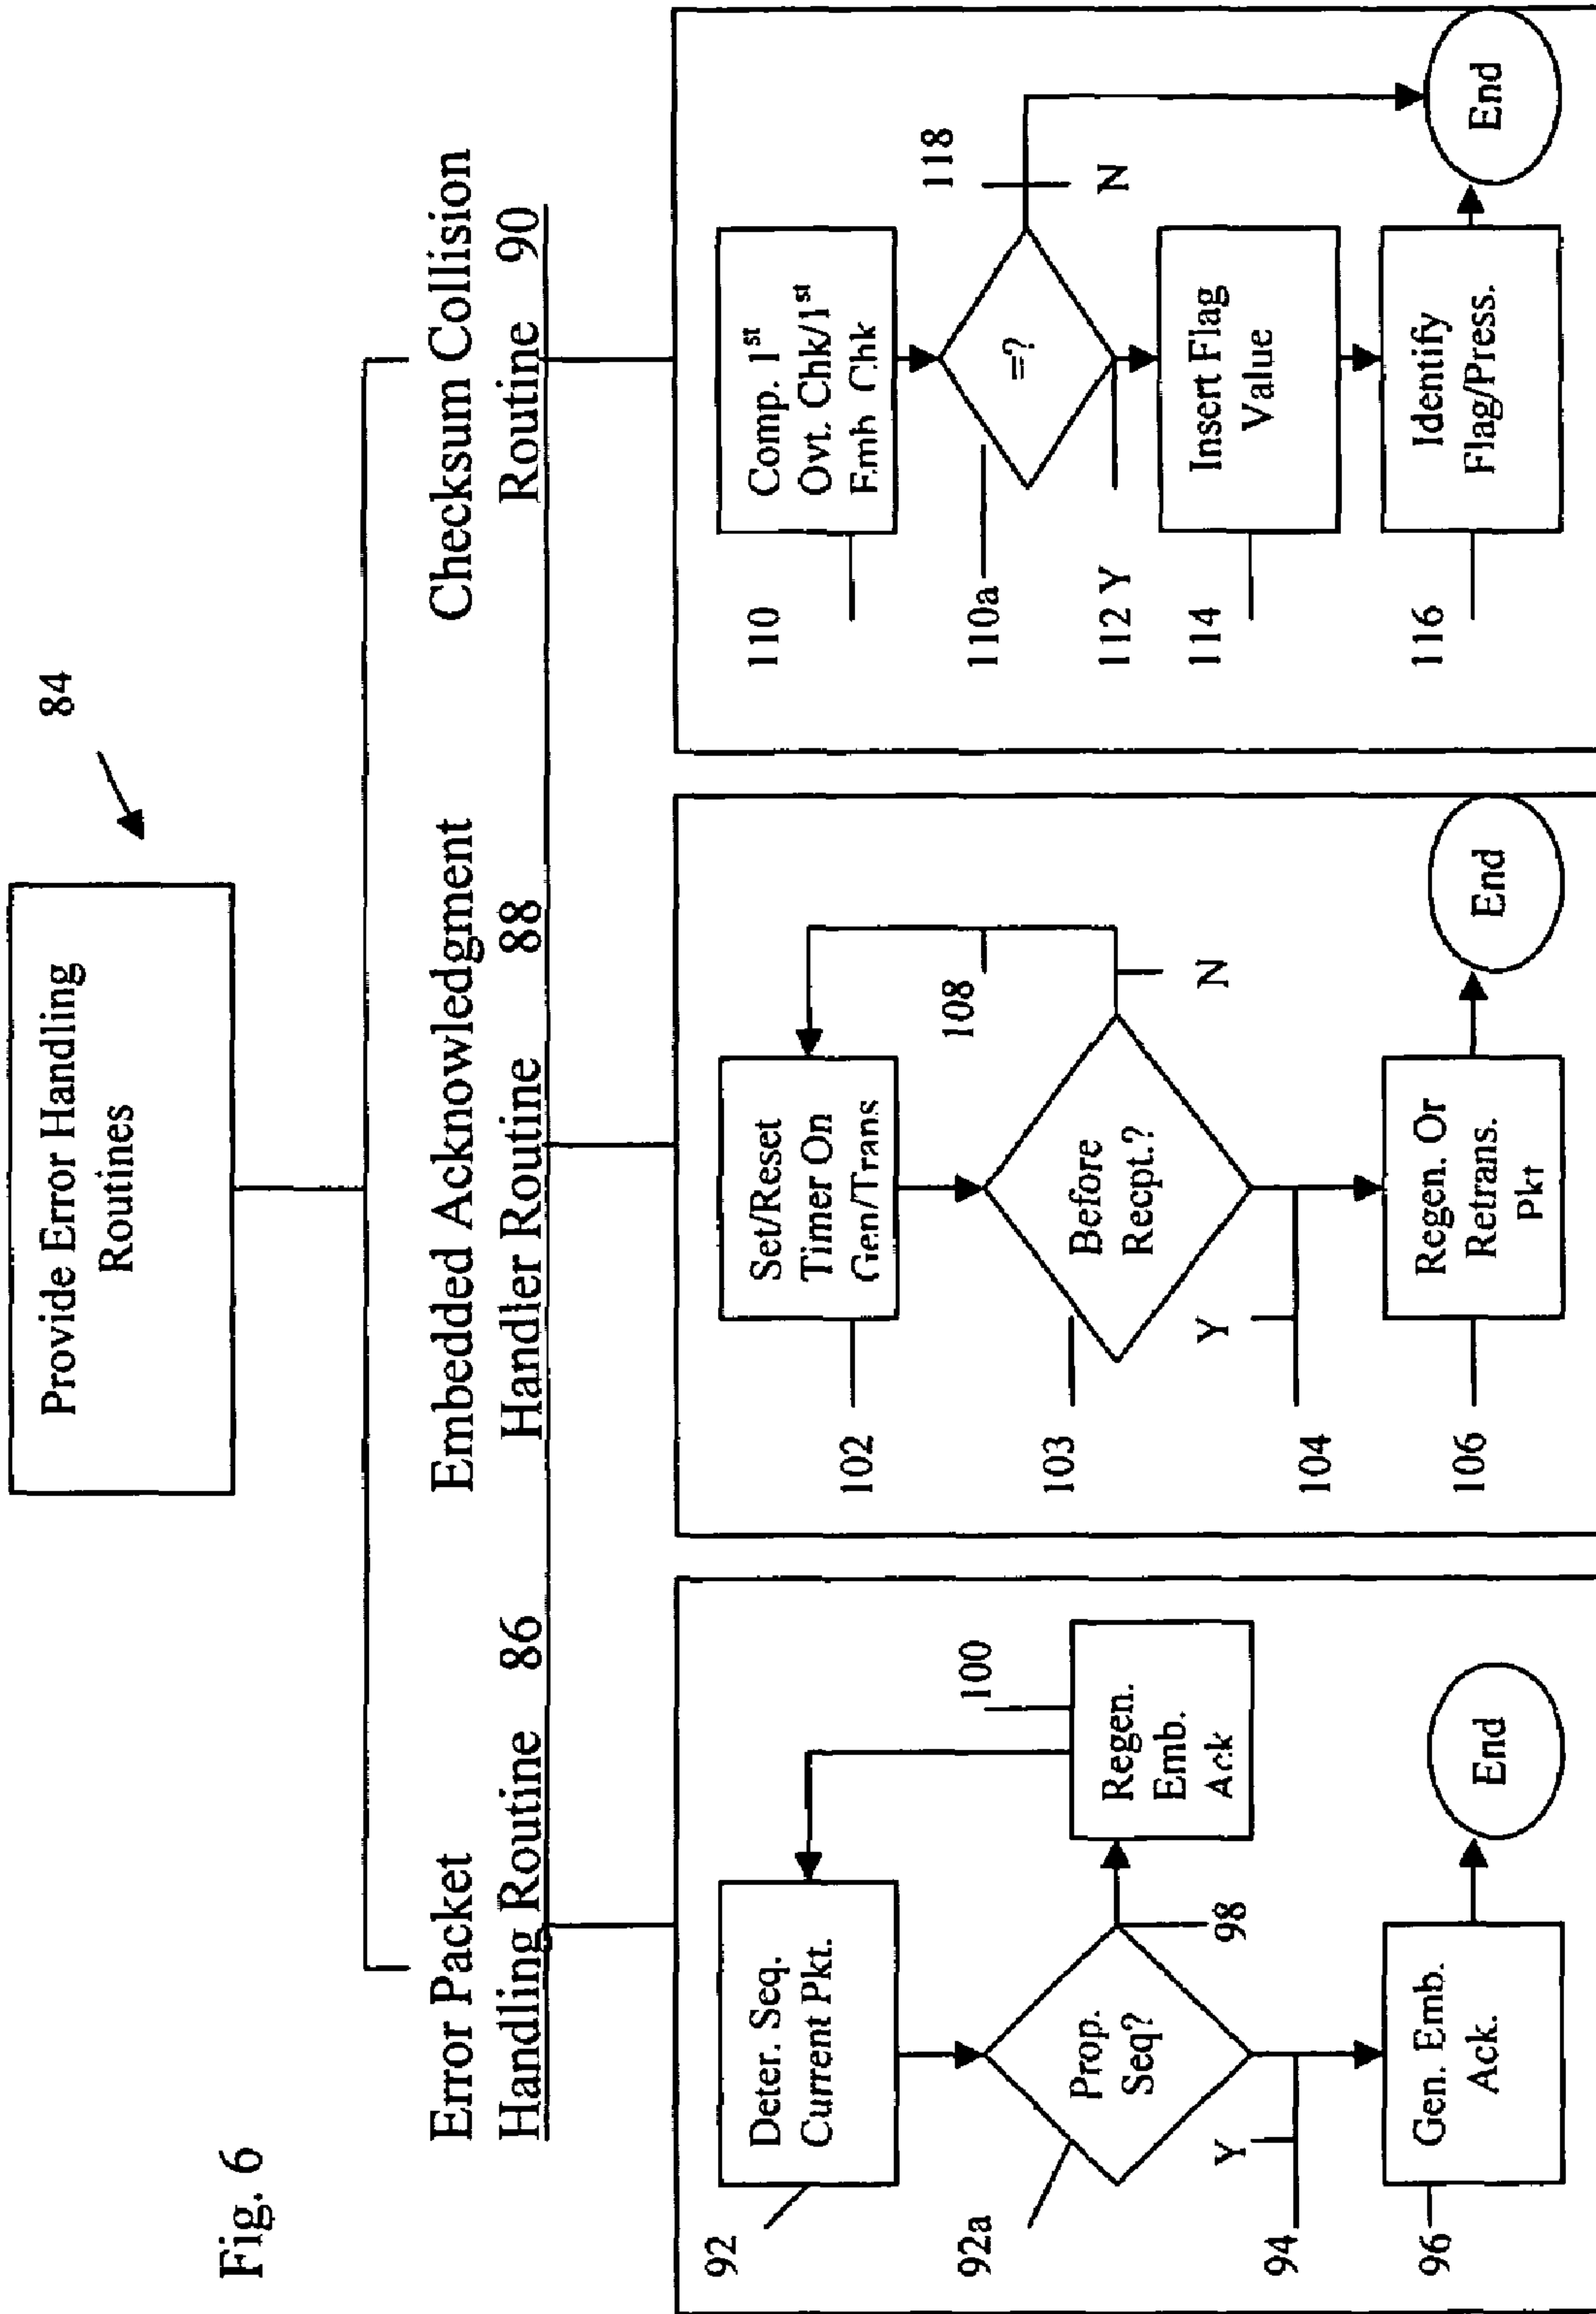 Fig. 6
Provide Error Handling
Routines
84
Error Packet
Handling Routine 86
Embedded Acknowledgment
Handler Routine 88
Checksum Collision
Routine 90
92
Deter. Seq.
Current Pkt.
92a
Prop.
Seq?
98
100
Regen.
Emb.
Ack
94
Y
96
Gen. Emb.
Ack.
End
102
Set/Reset
Timer On
Gen/Trans
103
Before
Recpt.?
108
N
104
Y
106
Regen. Or
Retrans.
Pkt
End
110
Comp. 1st
Ovt. Chk/1st
Emb. Chk
110a
=?
118
N
112 Y
114
Insert Flag
Value
116
Identify
Flag/Press.
End